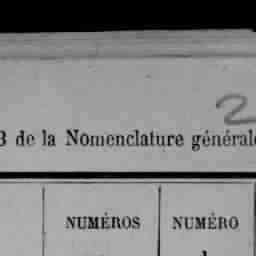 2
3 de la Nomenclature générale
NUMÉROS NUMÉRO